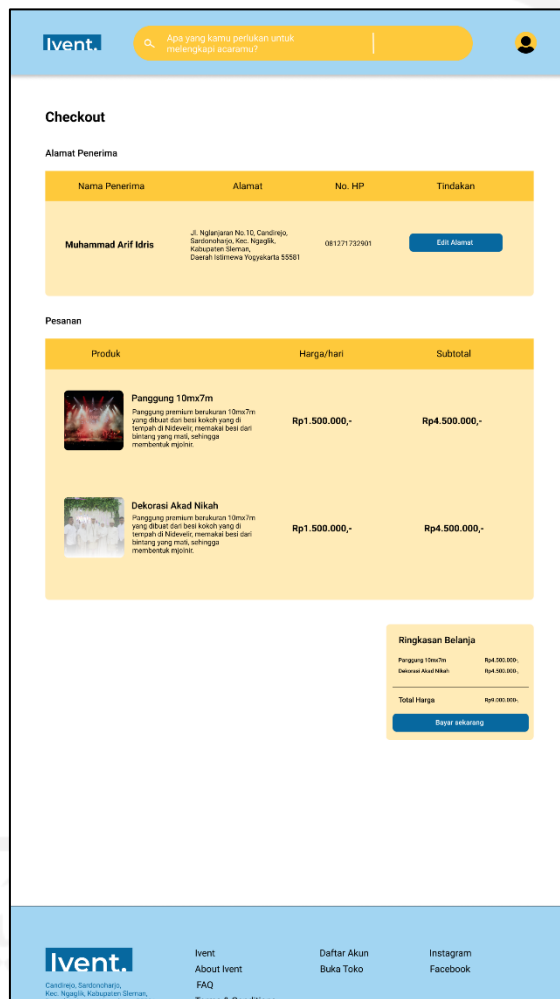 Ivent.
Apa yang kamu perlukan untuk
melengkapi acaramu?
Checkout
Alamat Penerima
Nama Penerima Alamat No. HP Tindakan
Muhammad Arif Idris
Jl. Nglanjaran No.10, Candirejo,
Sardonoharjo, Kec. Ngaglik,
Kabupaten Sleman,
Daerah Istimewa Yogyakarta 55581
081271732901
Edit Alamat
Pesanan
Produk Harga/hari Subtotal
Panggung 10mx7m
Panggung premium berukuran 10mx7m
yang dibuat dari besi kokoh yang di
tempah di Nidevelir, memakai besi dari
bintang yang mati, sehingga
membentuk mjolnir.
Rp1.500.000,- Rp4.500.000,-
Dekorasi Akad Nikah
Panggung premium berukuran 10mx7m
yang dibuat dari besi kokoh yang di
tempah di Nidevelir, memakai besi dari
bintang yang mati, sehingga
membentuk mjolnir.
Rp1.500.000,- Rp4.500.000,-
Ringkasan Belanja
Panggung 10mx7m Rp4.500.000-,
Dekorasi Akad Nikah Rp4.500.000-,
Total Harga Rp9.000.000-,
Bayar sekarang
Ivent.
Candirejo, Sardonoharjo,
Kec. Ngaglik, Kabupaten Sleman,
Ivent Daftar Akun Instagram
About Ivent Buka Toko Facebook
FAQ
Terms & Conditions